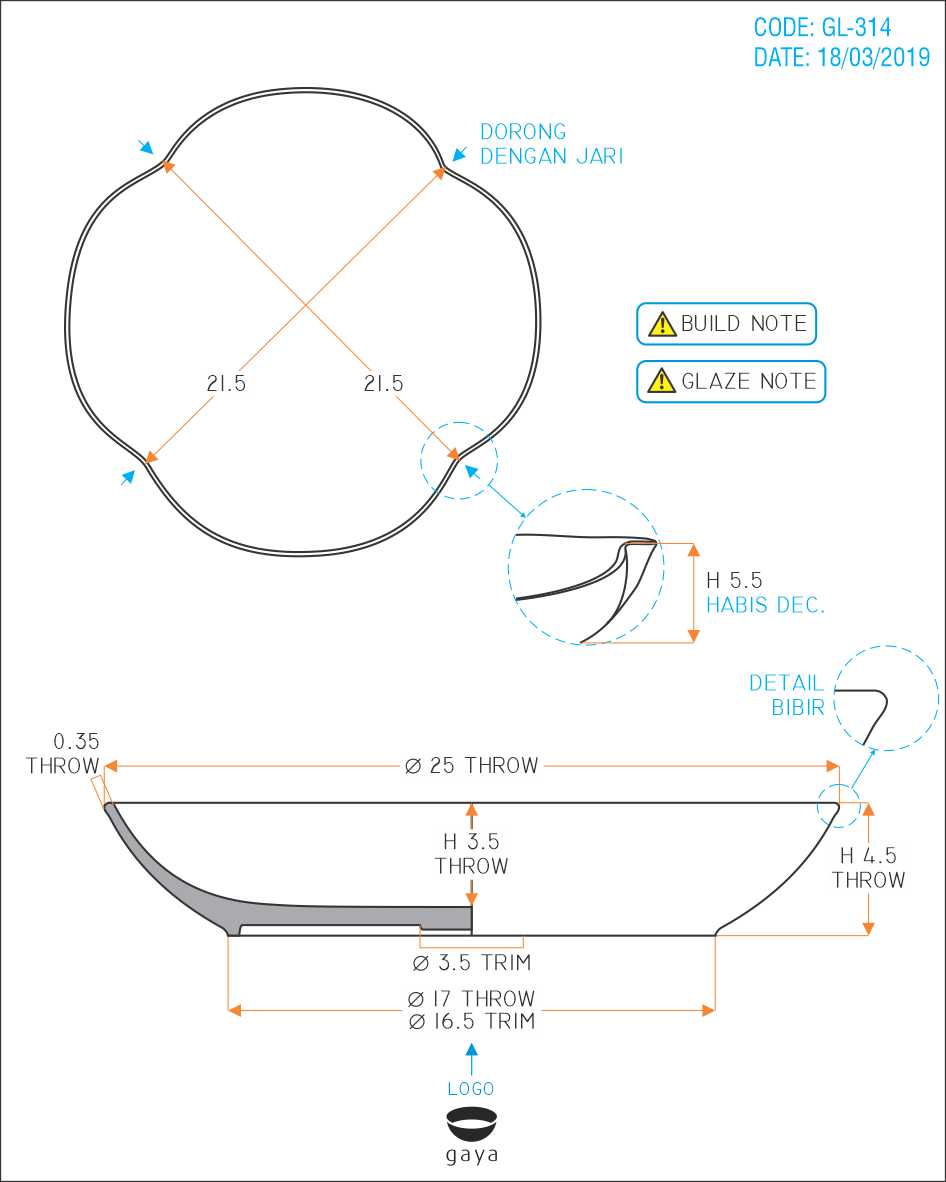 CODE: GL-314
DATE: 18/03/2019
DORONG
DENGAN JARI
BUILD NOTE
GLAZE NOTE
21.5
21.5
H 5.5
HABIS DEC.
DETAIL
BIBIR
0.35
THROW
Ø 25 THROW
H 3.5
THROW
H 4.5
THROW
Ø 3.5 TRIM
Ø 17 THROW
Ø 16.5 TRIM
LOGO
gaya